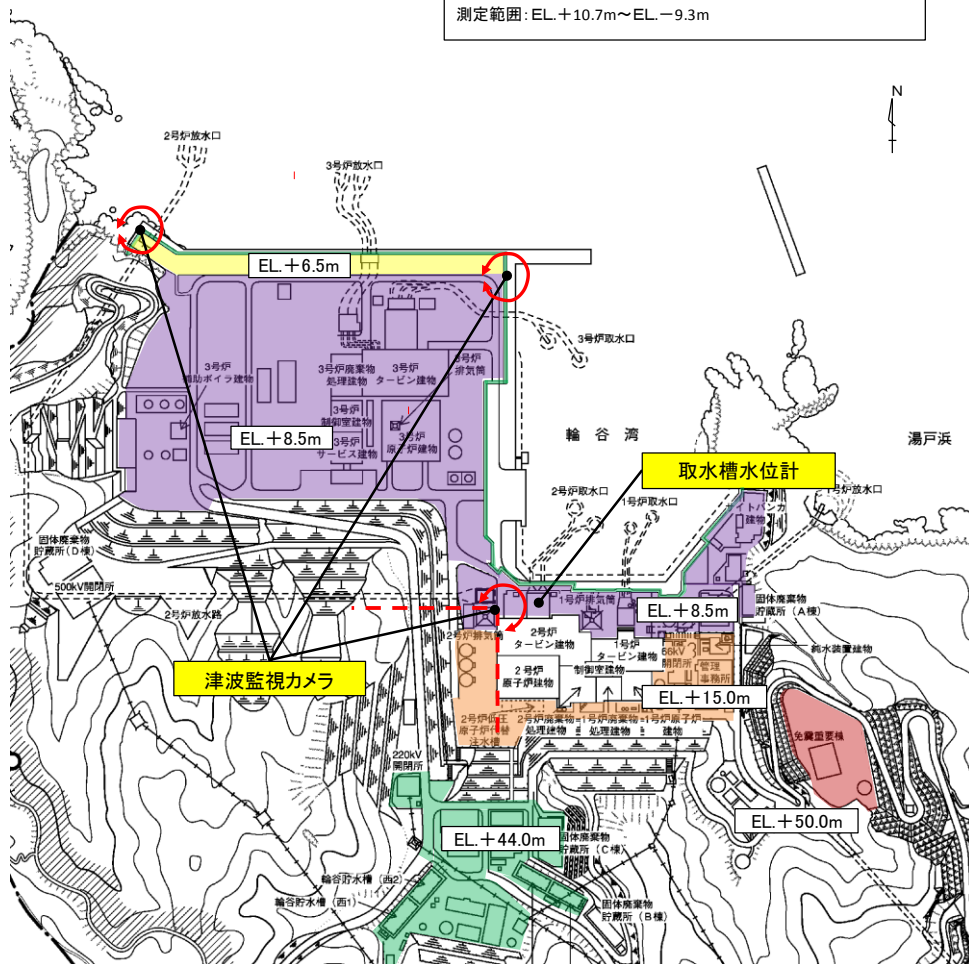 測定範囲:EL.+10.7m～EL.－9.3m
N
2号炉放水口
3号炉放水口
EL.+6.5m
3号炉取水口
3号炉
補助ボイラ建物
3号炉廃棄物
処理建物
3号炉
タービン建物
3号炉
排気筒
3号炉
制御室建物
EL.+8.5m
3号炉
サービス建物
3号炉
原子炉建物
輪谷湾
湯戸浜
取水槽水位計
2号炉取水口
1号炉取水口
1号炉放水口
サイトバンカ
建物
固体廃棄物
貯蔵所(D棟)
500kV開閉所
2号炉放水路
1号炉排気筒
EL.+8.5m
固体廃棄物
貯蔵所(A棟)
2号炉排気筒
2号炉
タービン建物
1号炉
タービン建物
66kV
開閉所
純水装置建物
管理
事務所
津波監視カメラ
2号炉
原子炉建物
制御室建物
EL.+15.0m
2号炉低圧
原子炉代替
注水槽
2号炉廃棄物
処理建物
1号炉廃棄物
処理建物
1号炉原子炉
建物
免震重要棟
220kV
開閉所
EL.+50.0m
EL.+44.0m
固体廃棄物
貯蔵所(C棟)
輪谷貯水槽(西2)
輪谷貯水槽(西1)
固体廃棄物
貯蔵所(B棟)